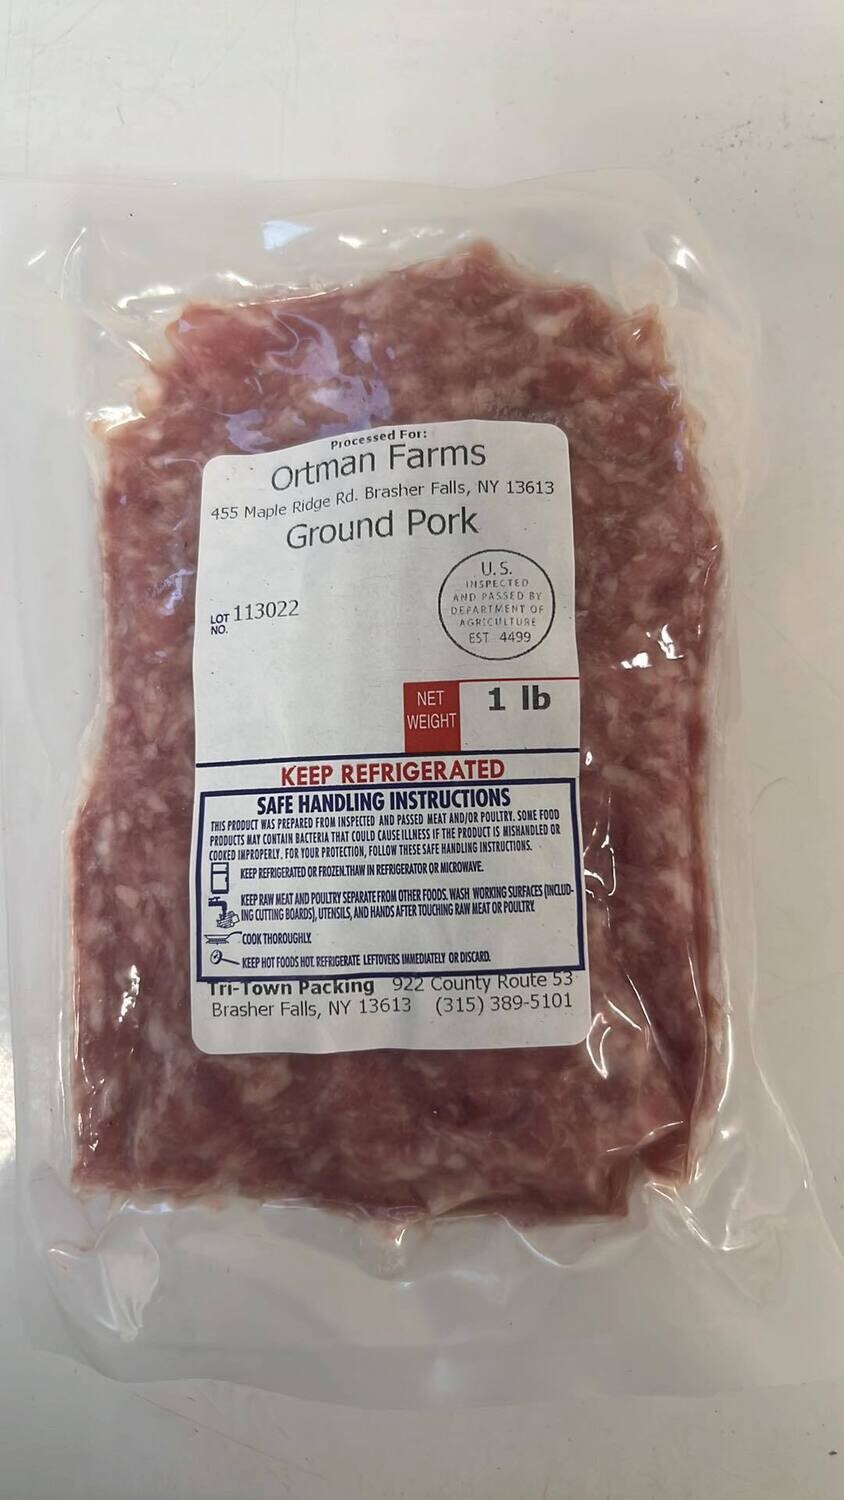 Processed For:
Ortman Farms
455 Maple Ridge Rd. Brasher Falls, NY 13613
Ground Pork
LOT NO. 113022
U.S.
INSPECTED
AND PASSED BY
DEPARTMENT OF
AGRICULTURE
EST 4499
NET WEIGHT 1 lb
KEEP REFRIGERATED
SAFE HANDLING INSTRUCTIONS
THIS PRODUCT WAS PREPARED FROM INSPECTED AND PASSED MEAT AND/OR POULTRY. SOME FOOD
PRODUCTS MAY CONTAIN BACTERIA THAT COULD CAUSE ILLNESS IF THE PRODUCT IS MISHANDLED OR
COOKED IMPROPERLY. FOR YOUR PROTECTION, FOLLOW THESE SAFE HANDLING INSTRUCTIONS.
KEEP REFRIGERATED OR FROZEN.THAW IN REFRIGERATOR OR MICROWAVE.
KEEP RAW MEAT AND POULTRY SEPARATE FROM OTHER FOODS. WASH WORKING SURFACES (INCLUD-
ING CUTTING BOARDS), UTENSILS, AND HANDS AFTER TOUCHING RAW MEAT OR POULTRY.
COOK THOROUGHLY.
KEEP HOT FOODS HOT. REFRIGERATE LEFTOVERS IMMEDIATELY OR DISCARD.
Tri-Town Packing 922 County Route 53
Brasher Falls, NY 13613 (315) 389-5101